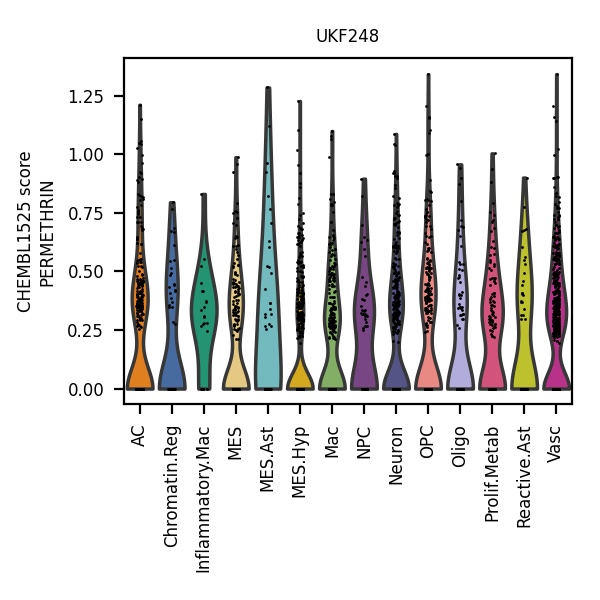 UKF248
CHEMBL1525 score
PERMETHRIN
1.25
1.00
0.75
0.50
0.25
0.00
AC
Chromatin.Reg
Inflammatory.Mac
MES
MES.Ast
MES.Hyp
Mac
NPC
Neuron
OPC
Oligo
Prolif.Metab
Reactive.Ast
Vasc